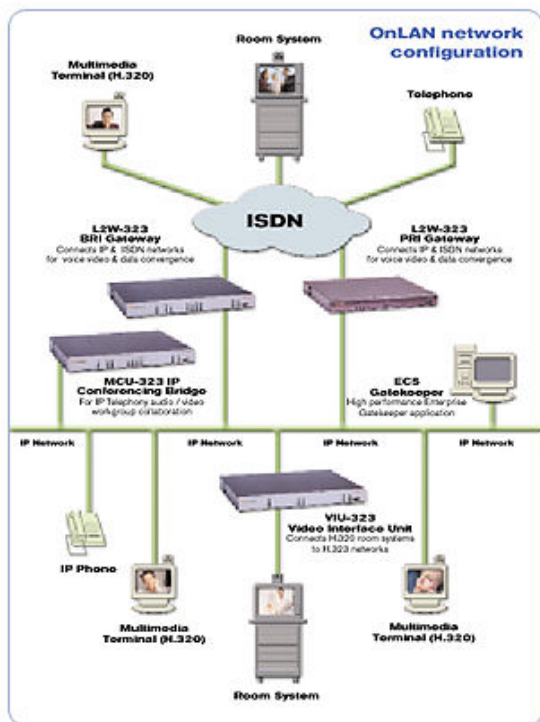 OnLAN network
configuration
Room System
Multimedia
Terminal (H.320)
Telephone
ISDN
L2W-323
BRI Gateway
Connects IP & ISDN networks
for voice video & data convergence
L2W-323
PRI Gateway
Connects IP & ISDN networks
for voice video & data convergence
MCU-323 IP
Conferencing Bridge
For IP Telephony audio / video
workgroup collaboration
ECS
Gatekeeper
High performance Enterprise
Gatekeeper application
IP Network
IP Network
IP Network
IP Network
VIU-323
Video Interface Unit
Connects H.320 room systems
to H.323 networks
IP Phone
Multimedia
Terminal (H.320)
Multimedia
Terminal (H.320)
Room System